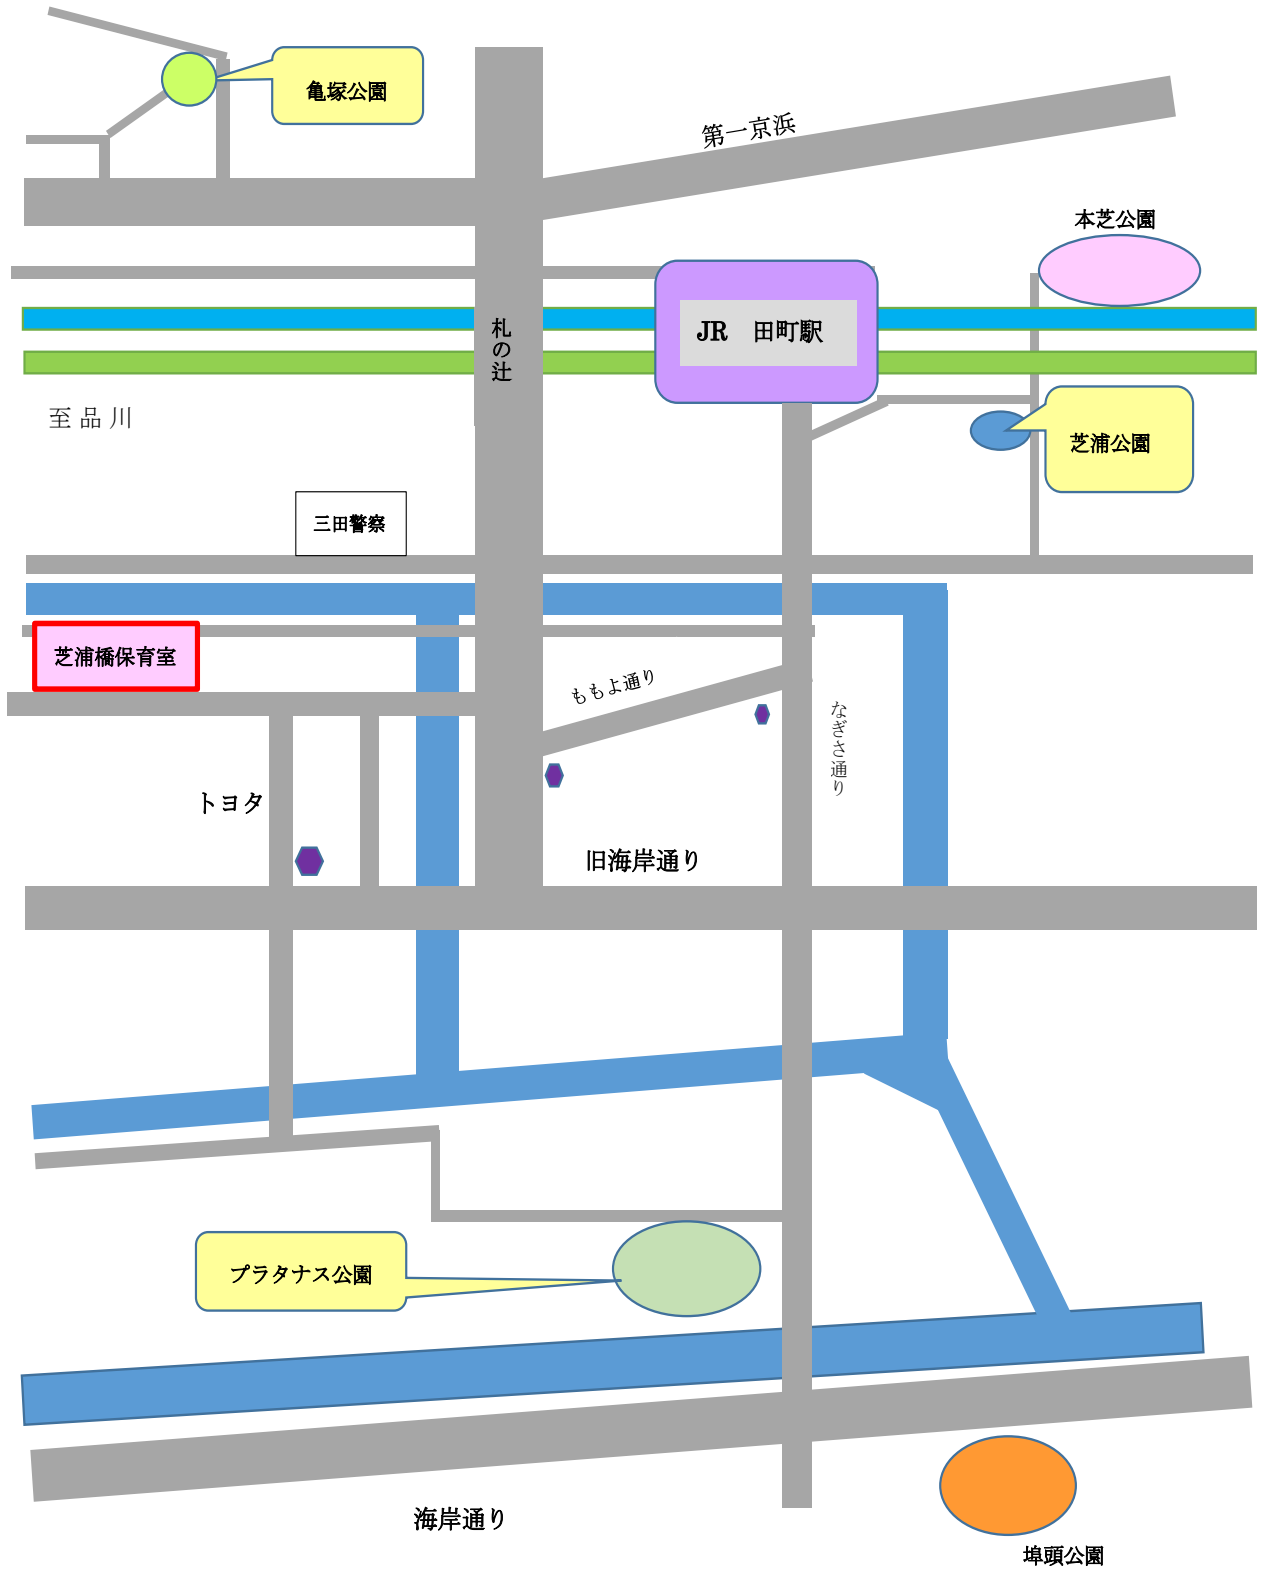 亀塚公園
第一京浜
本芝公園
札の辻
JR　田町駅
至品川
芝浦公園
三田警察
芝浦橋保育室
ももよ通り
なぎさ通り
トヨタ
旧海岸通り
プラタナス公園
海岸通り
埠頭公園